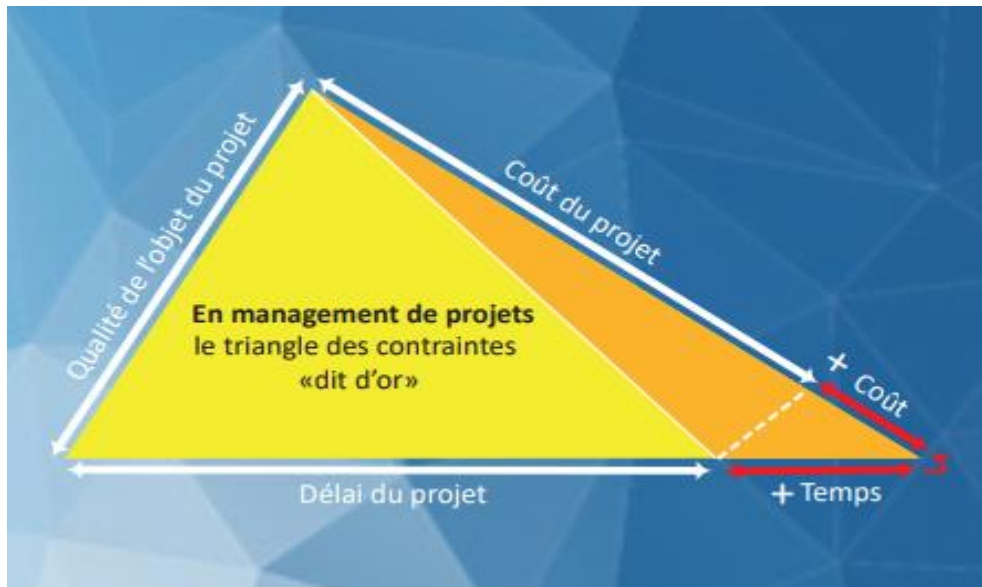 Qualité de l'objet du projet
Coût du projet
En management de projets
le triangle des contraintes
«dit d'or»
+ Coût
Délai du projet
+ Temps